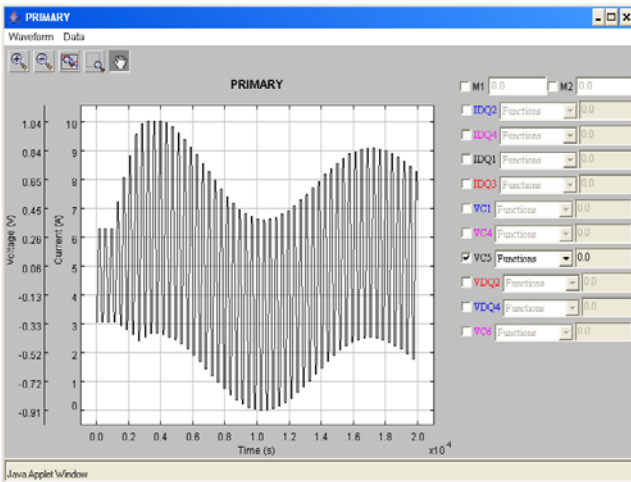 PRIMARY
Waveform Data
PRIMARY
M1 0.0 M2 0.0
IDQ2 Functions 0.0
IDQ4 Functions 0.0
IDQ1 Functions 0.0
IDQ3 Functions 0.0
VC1 Functions 0.0
VC4 Functions 0.0
VC5 Functions 0.0
VDQ2 Functions 0.0
VDQ4 Functions 0.0
VC6 Functions 0.0
Voltage (V)
1.04
0.84
0.65
0.45
0.26
0.06
-0.13
-0.33
-0.52
-0.72
-0.91
Current (A)
10
9
8
7
6
5
4
3
2
1
0
0.0 0.2 0.4 0.6 0.8 1.0 1.2 1.4 1.6 1.8 2.0
Time (s) x10⁻⁴
Java Applet Window